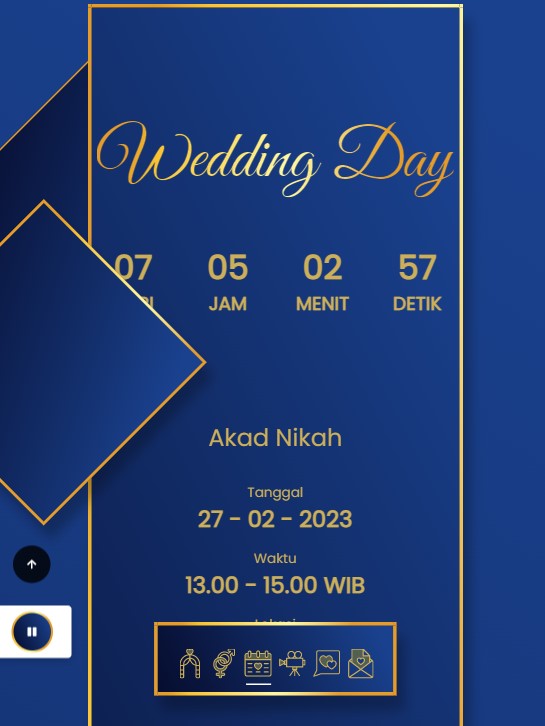 Wedding Day
07 05 02 57
JAM MENIT DETIK
Akad Nikah
Tanggal
27 - 02 - 2023
Waktu
13.00 - 15.00 WIB